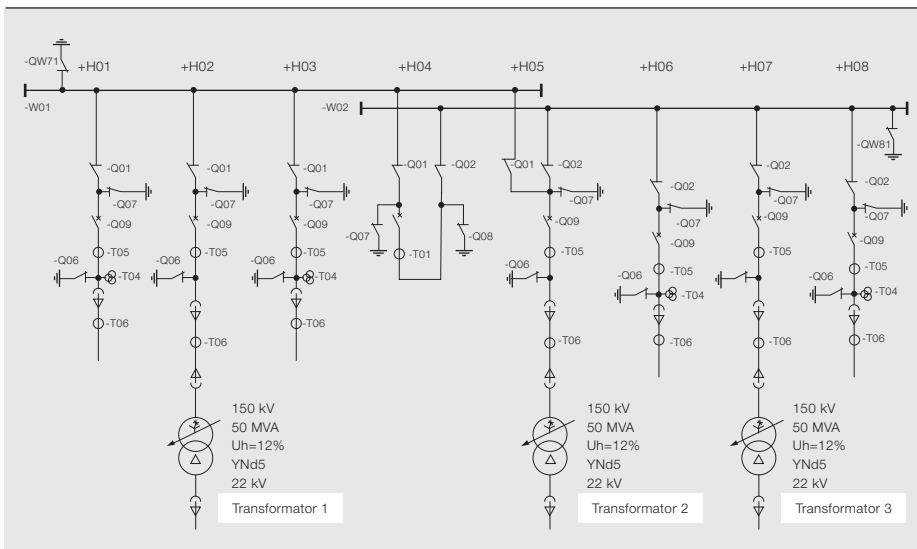 -QW71 +H01 +H02 +H03 +H04 +H05 +H06 +H07 +H08
-W01 -W02
-QW81
-Q01 -Q01 -Q01 -Q01 -Q02 -Q01 -Q02 -Q02 -Q02 -Q02
-Q07 -Q07 -Q07 -Q07 -Q07 -Q07 -Q07
-Q09 -Q09 -Q09 -Q09 -Q09 -Q09 -Q09
-Q07 -Q08
-T05 -T05 -T05 -T01 -T05 -T05 -T05 -T05
-Q06 -Q06 -Q06 -Q06 -Q06 -Q06
-T04 -T04 -T04 -T04
-T06 -T06 -T06 -T06 -T06 -T06 -T06
150 kV 150 kV 150 kV
50 MVA 50 MVA 50 MVA
Uh=12% Uh=12% Uh=12%
YNd5 YNd5 YNd5
22 kV 22 kV 22 kV
Transformator 1 Transformator 2 Transformator 3